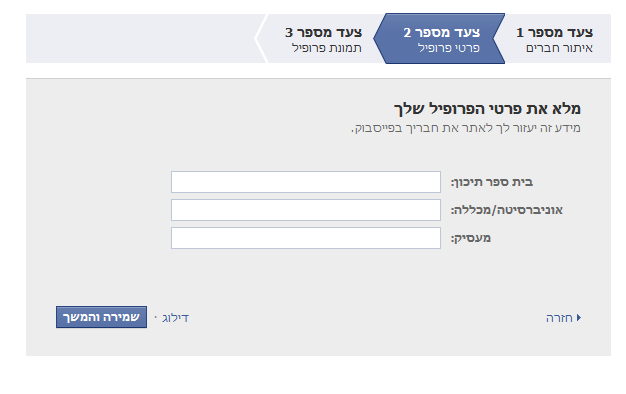 צעד מספר 1
איתור חברים
צעד מספר 2
פרטי פרופיל
צעד מספר 3
תמונת פרופיל
מלא את פרטי הפרופיל שלך
מידע זה יעזור לך לאתר את חבריך בפייסבוק.
בית ספר תיכון:
אוניברסיטה/מכללה:
מעסיק:
חזרה
דילוג · שמירה והמשך